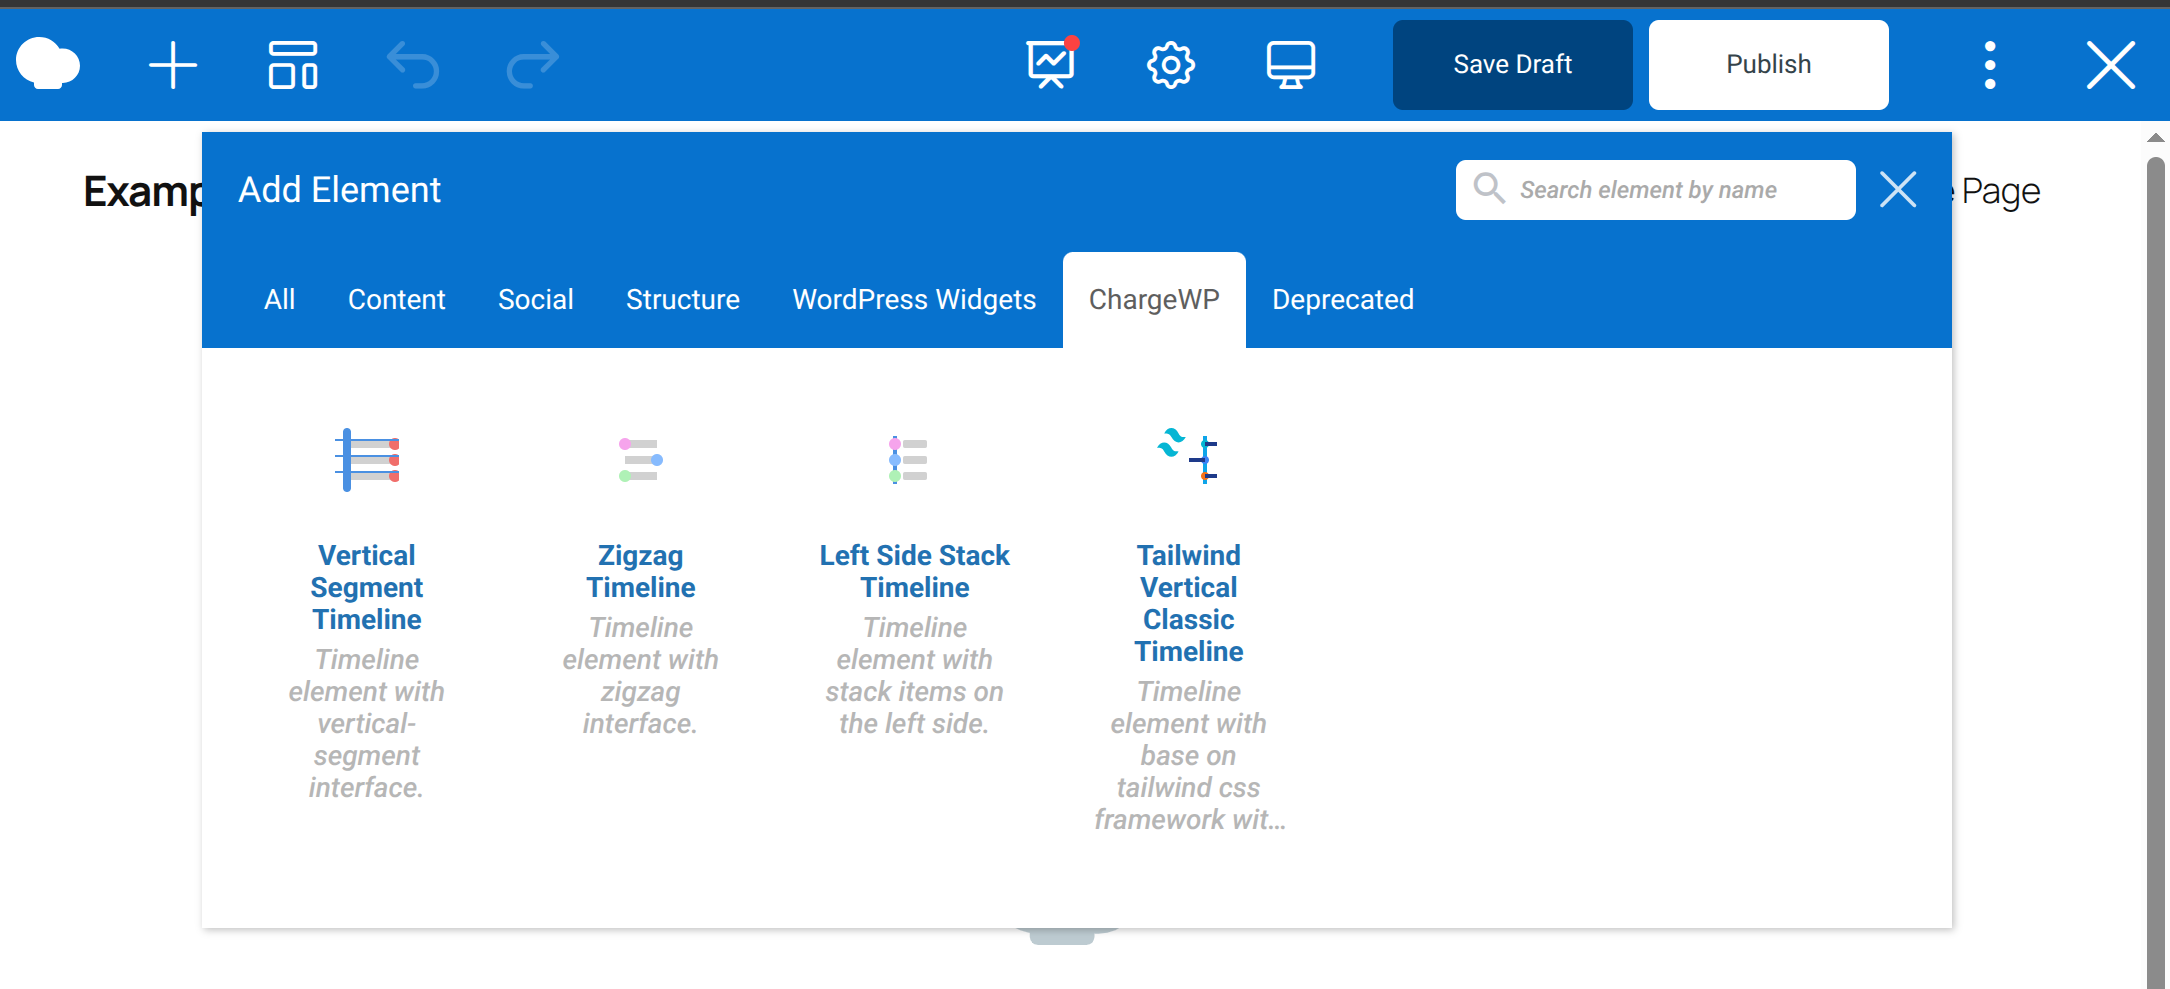 Save Draft
Publish
Examp
Add Element
Search element by name
Page
All
Content
Social
Structure
WordPress Widgets
ChargeWP
Deprecated
Vertical
Segment
Timeline
Timeline
element with
vertical-
segment
interface.
Zigzag
Timeline
Timeline
element with
zigzag
interface.
Left Side Stack
Timeline
Timeline
element with
stack items on
the left side.
Tailwind
Vertical
Classic
Timeline
Timeline
element with
base on
tailwind css
framework wit...